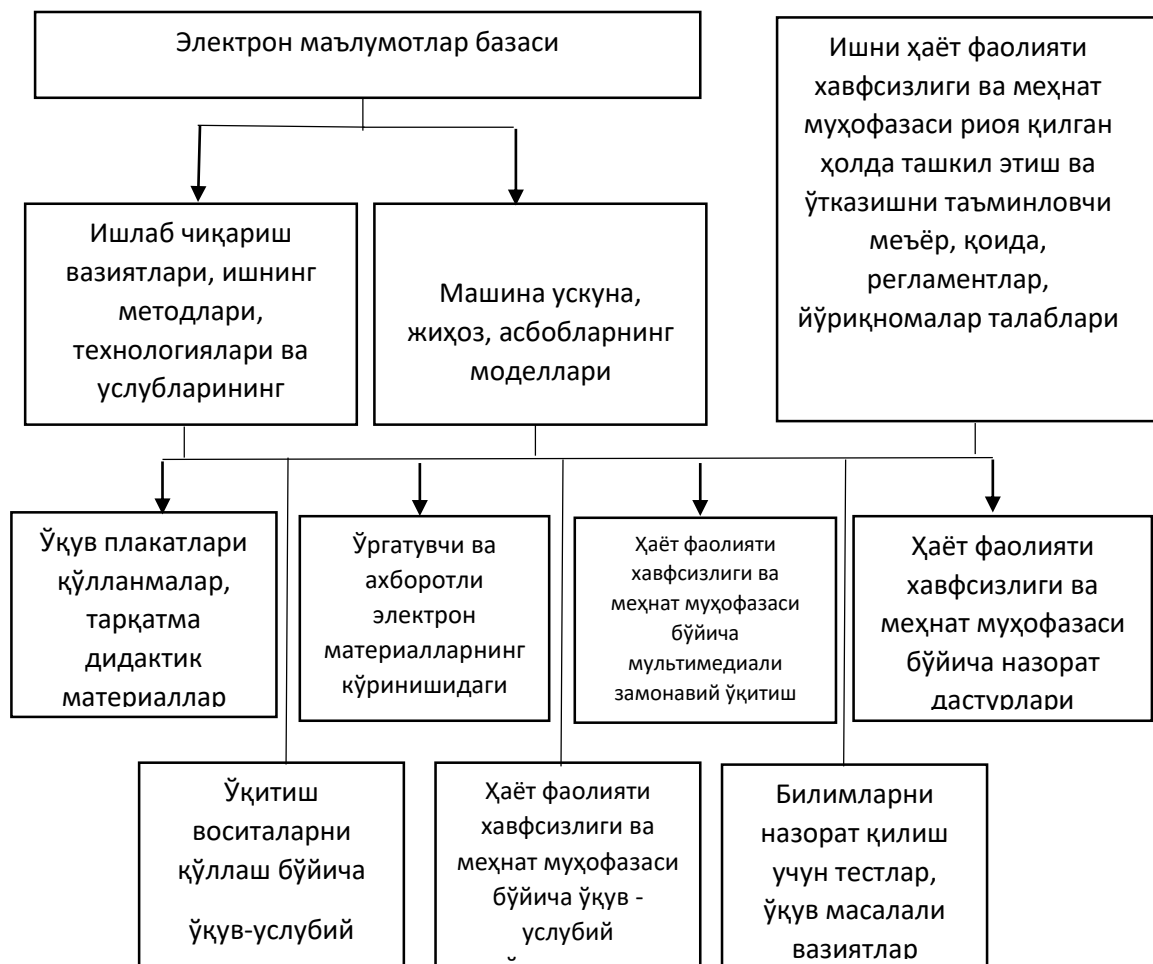 Электрон маълумотлар базаси
Ишни ҳаёт фаолияти
хавфсизлиги ва меҳнат
муҳофазаси риоя қилган
ҳолда ташкил этиш ва
ўтказишни таъминловчи
меъёр, қоида,
регламентлар,
йўриқномалар талаблари
Ишлаб чиқариш
вазиятлари, ишнинг
методлари,
технологиялари ва
услубларининг
Машина ускуна,
жиҳоз, асбобларнинг
моделлари
Ўқув плакатлари
қўлланмалар,
тарқатма
дидактик
материаллар
Ўргатувчи ва
ахборотли
электрон
материалларнинг
кўринишидаги
Ҳаёт фаолияти
хавфсизлиги ва
меҳнат муҳофазаси
бўйича
мультимедиали
замонавий ўқитиш
Ҳаёт фаолияти
хавфсизлиги ва
меҳнат муҳофазаси
бўйича назорат
дастурлари
Ўқитиш
воситаларни
қўллаш бўйича
ўқув-услубий
Ҳаёт фаолияти
хавфсизлиги ва
меҳнат муҳофазаси
бўйича ўқув -
услубий
Билимларни
назорат қилиш
учун тестлар,
ўқув масалали
вазиятлар